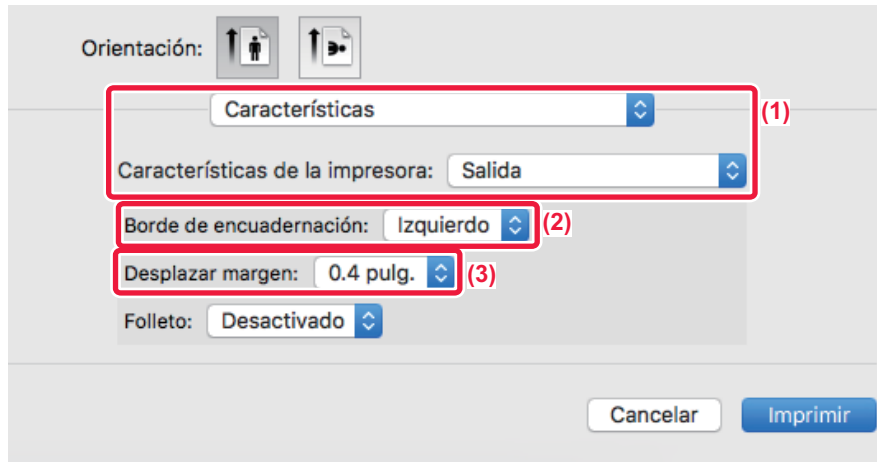 Orientación:
Características
(1)
Características de la impresora: Salida
Borde de encuadernación: Izquierdo
(2)
Desplazar margen: 0.4 pulg.
(3)
Folleto: Desactivado
Cancelar Imprimir